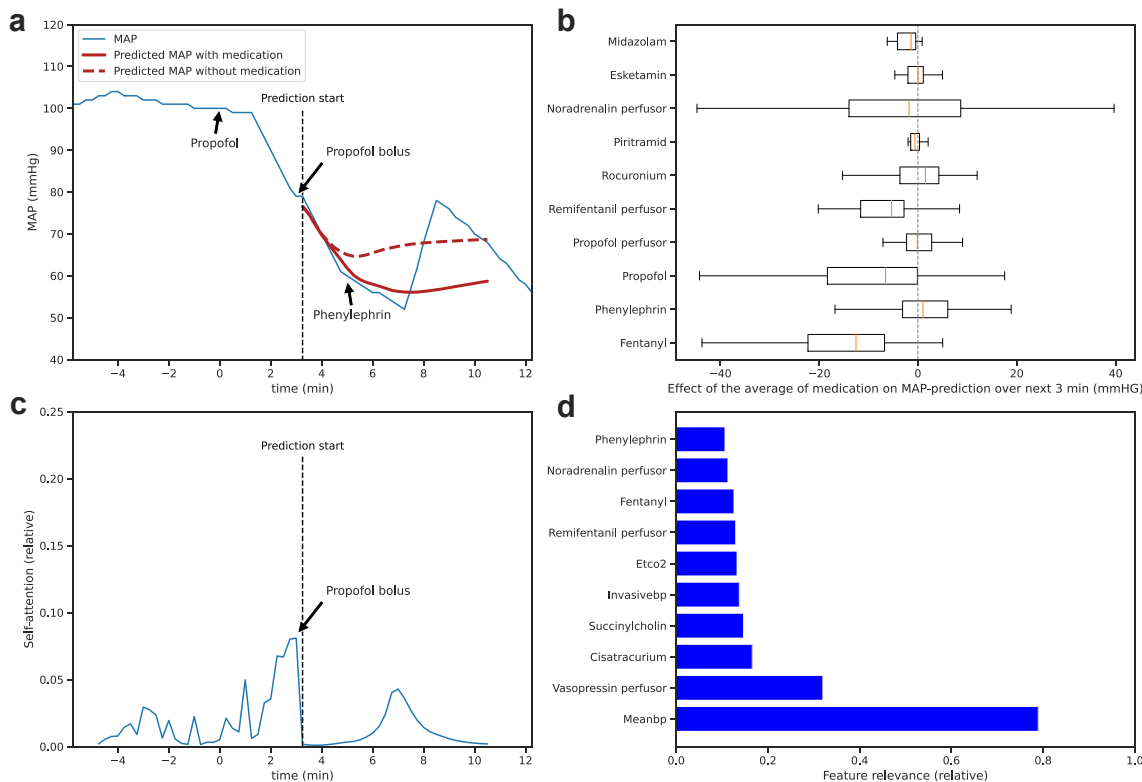 a
120
100
90
80
70
60
50
40
110
MAP (mmHg)
MAP
Predicted MAP with medication
Predicted MAP without medication
Prediction start
Propofol
Propofol bolus
Phenylephrin
−4
−2
0
2
4
6
8
10
12
time (min)
b
Midazolam
Esketamin
Noradrenalin perfusor
Piritramid
Rocuronium
Remifentanil perfusor
Propofol perfusor
Propofol
Phenylephrin
Fentanyl
−40
−20
0
20
40
Effect of the average of medication on MAP-prediction over next 3 min (mmHG)
c
0.25
0.20
0.15
0.10
0.05
0.00
Self-attention (relative)
Prediction start
Propofol bolus
−4
−2
0
2
4
6
8
10
12
time (min)
d
Phenylephrin
Noradrenalin perfusor
Fentanyl
Remifentanil perfusor
Etco2
Invasivebp
Succinylcholin
Cisatracurium
Vasopressin perfusor
Meanbp
0.0
0.2
0.4
0.6
0.8
1.0
Feature relevance (relative)